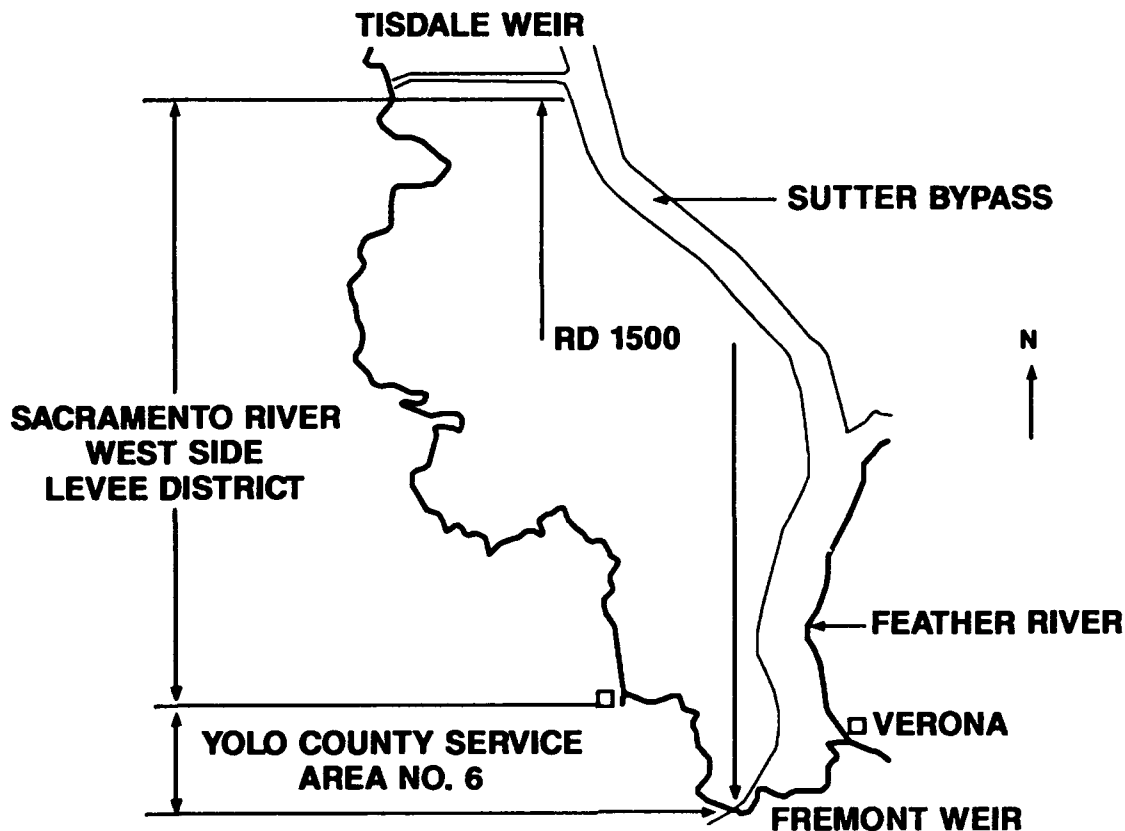 TISDALE WEIR
SUTTER BYPASS
RD 1500
N
SACRAMENTO RIVER
WEST SIDE
LEVEE DISTRICT
FEATHER RIVER
VERONA
YOLO COUNTY SERVICE
AREA NO. 6
FREMONT WEIR